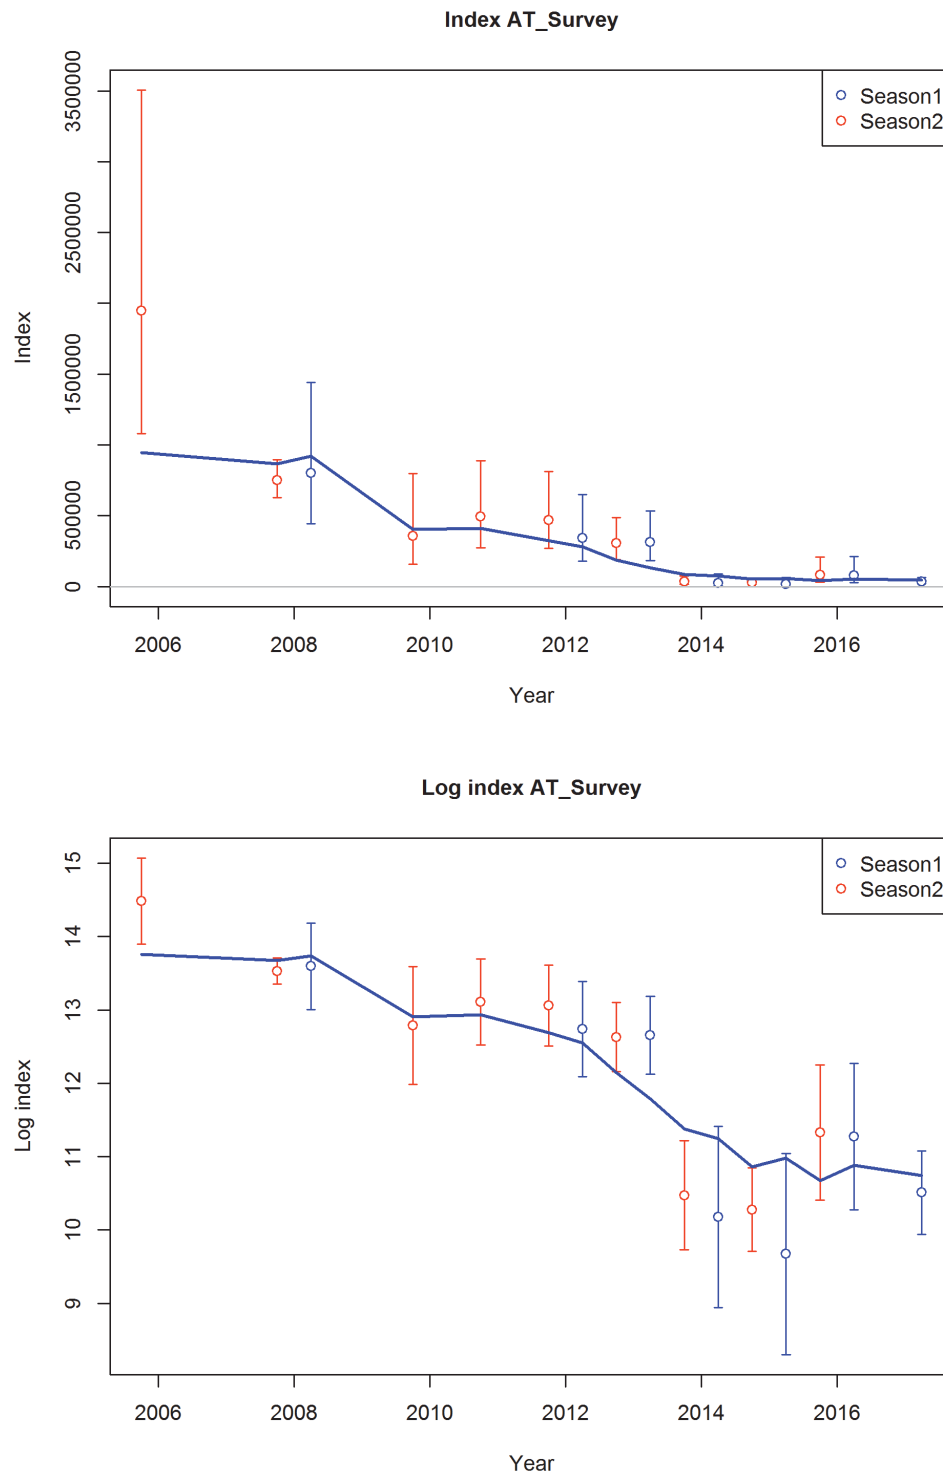 Index AT_Survey
Season1
Season2
3500000
2500000
1500000
500000
0
Index
2006 2008 2010 2012 2014 2016
Year
Log index AT_Survey
Season1
Season2
15
14
13
12
11
10
9
Log index
2006 2008 2010 2012 2014 2016
Year